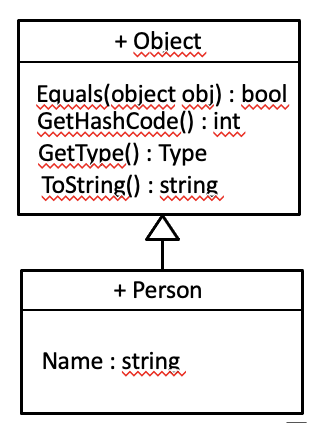 + Object
Equals(object obj) : bool
GetHashCode() : int
GetType() : Type
ToString() : string
+ Person
Name : string